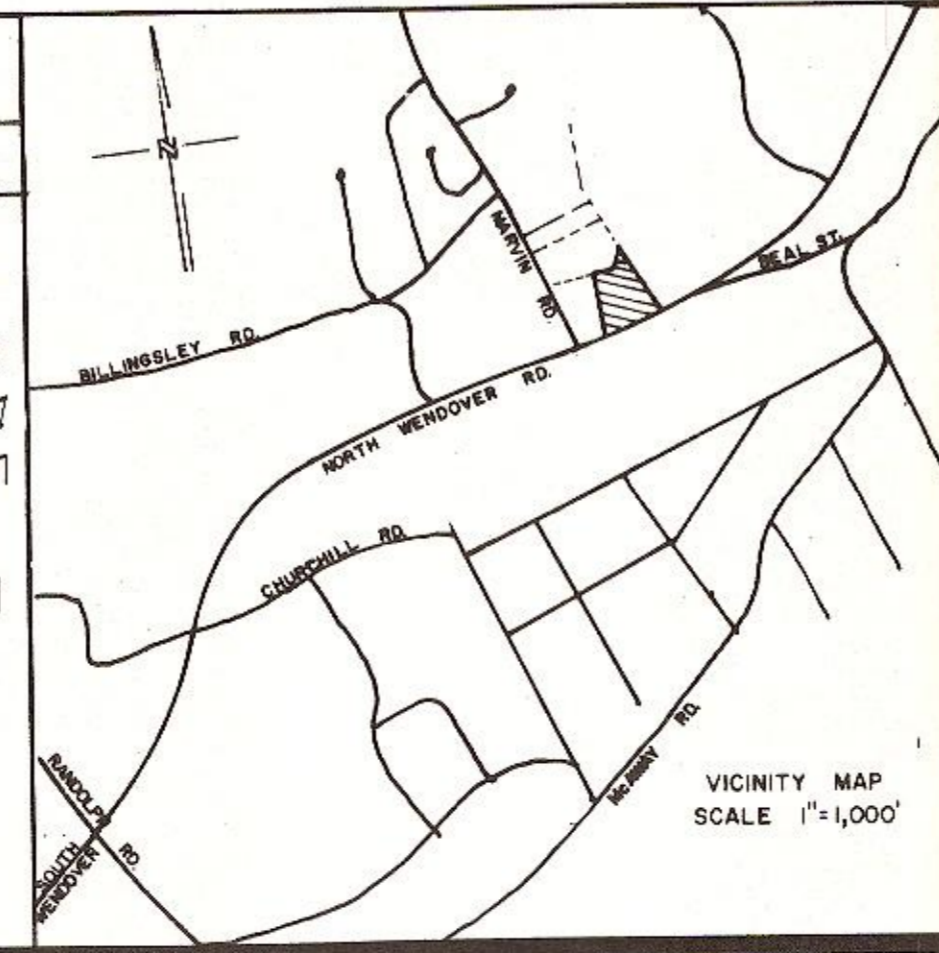 N
MARVIN RD.
BEAL ST.
BILLINGSLEY RD.
NORTH WENDOVER RD.
CHURCHILL RD.
RANDOLPH RD.
SOUTH
WENDOVER
McALWAY RD.
VICINITY MAP
SCALE 1"=1,000'